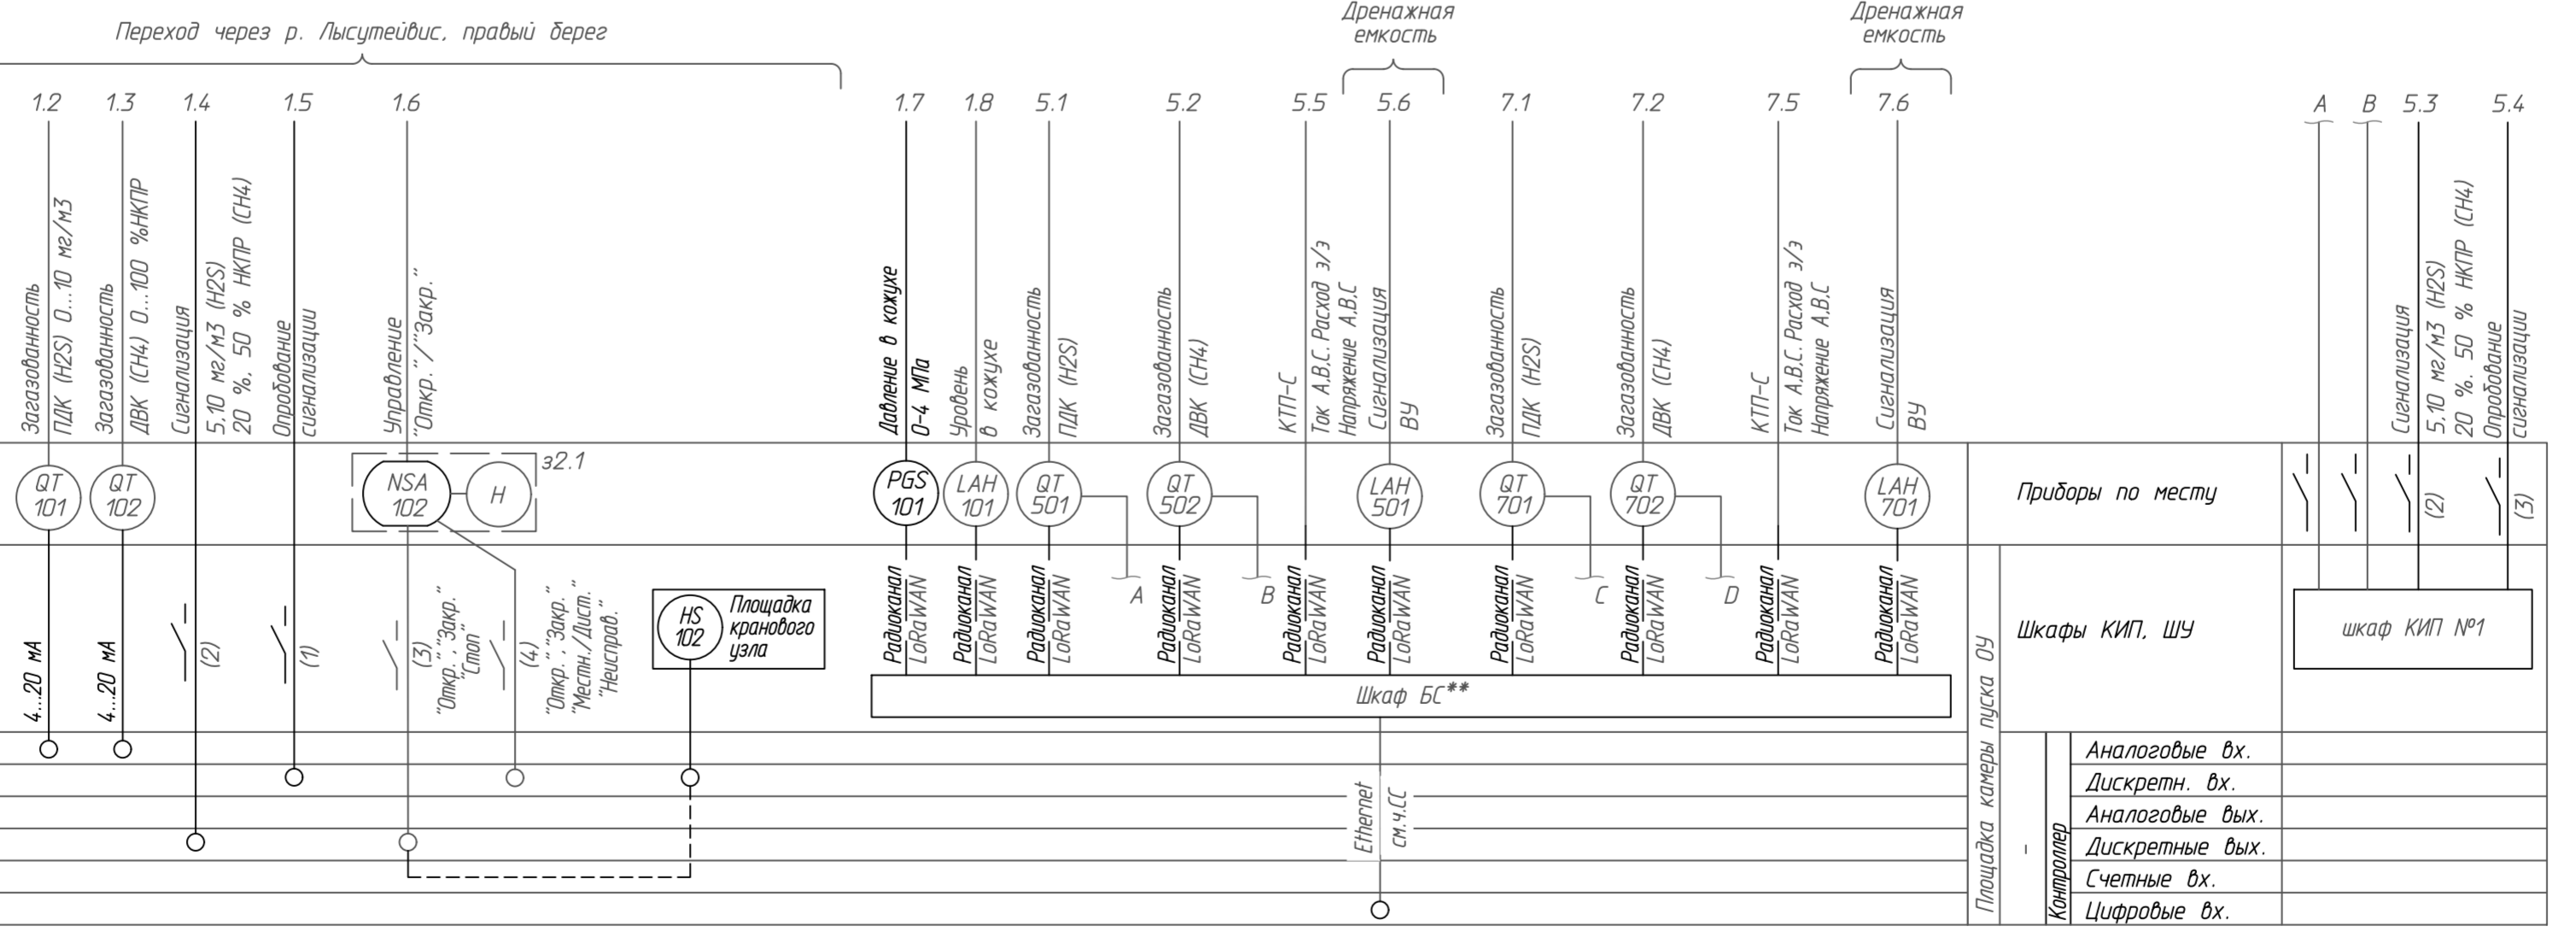 Переход через р. Лысутейвис, правый берег
Дренажная
емкость
Дренажная
емкость
1.2
1.3
1.4
1.5
1.6
1.7
1.8
5.1
5.2
5.5
5.6
7.1
7.2
7.5
7.6
А
В
5.3
5.4
Загазованность
ПДК (H2S) 0...10 мг/м3
Загазованность
ДВК (CH4) 0...100 %НКПР
Сигнализация
5.10 мг/м3 (H2S)
20 %, 50 % НКПР (CH4)
Опробование
сигнализации
Управление
"Откр."/"Закр."
Давление в кожухе
0-4 МПа
Уровень
в кожухе
Загазованность
ПДК (H2S)
Загазованность
ДВК (CH4)
КТП-С
Ток А,В,С. Расход э/э
Напряжение А,В,С
Сигнализация
ВУ
Загазованность
ПДК (H2S)
Загазованность
ДВК (CH4)
КТП-С
Ток А,В,С. Расход э/э
Напряжение А,В,С
Сигнализация
ВУ
Сигнализация
5.10 мг/м3 (H2S)
20 %. 50 % НКПР (CH4)
Опробование
сигнализации
QT
101
QT
102
NSA
102
H
з2.1
PGS
101
LAH
101
QT
501
QT
502
LAH
501
QT
701
QT
702
LAH
701
Приборы по месту
(2)
(3)
4...20 мА
4...20 мА
(2)
(1)
(3)
"Откр.","Закр."
"Стоп"
(4)
"Откр.","Закр."
"Местн./Дист."
"Неисправ."
HS
102
Площадка
кранового
узла
Радиоканал
LoRaWAN
Радиоканал
LoRaWAN
Радиоканал
LoRaWAN
A
Радиоканал
LoRaWAN
B
Радиоканал
LoRaWAN
Радиоканал
LoRaWAN
Радиоканал
LoRaWAN
C
Радиоканал
LoRaWAN
D
Радиоканал
LoRaWAN
Радиоканал
LoRaWAN
Шкаф БС**
Ethernet
см.ч.СС
Площадка камеры пуска ОУ
Шкафы КИП, ШУ
шкаф КИП №1
-
Контроллер
Аналоговые вх.
Дискретн. вх.
Аналоговые вых.
Дискретные вых.
Счетные вх.
Цифровые вх.